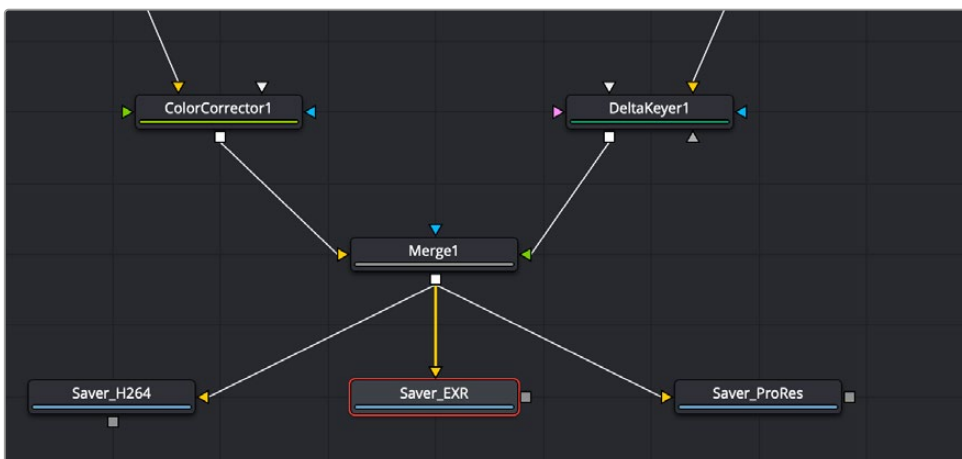 ColorCorrector1
DeltaKeyer1
Merge1
Saver_H264
Saver_EXR
Saver_ProRes